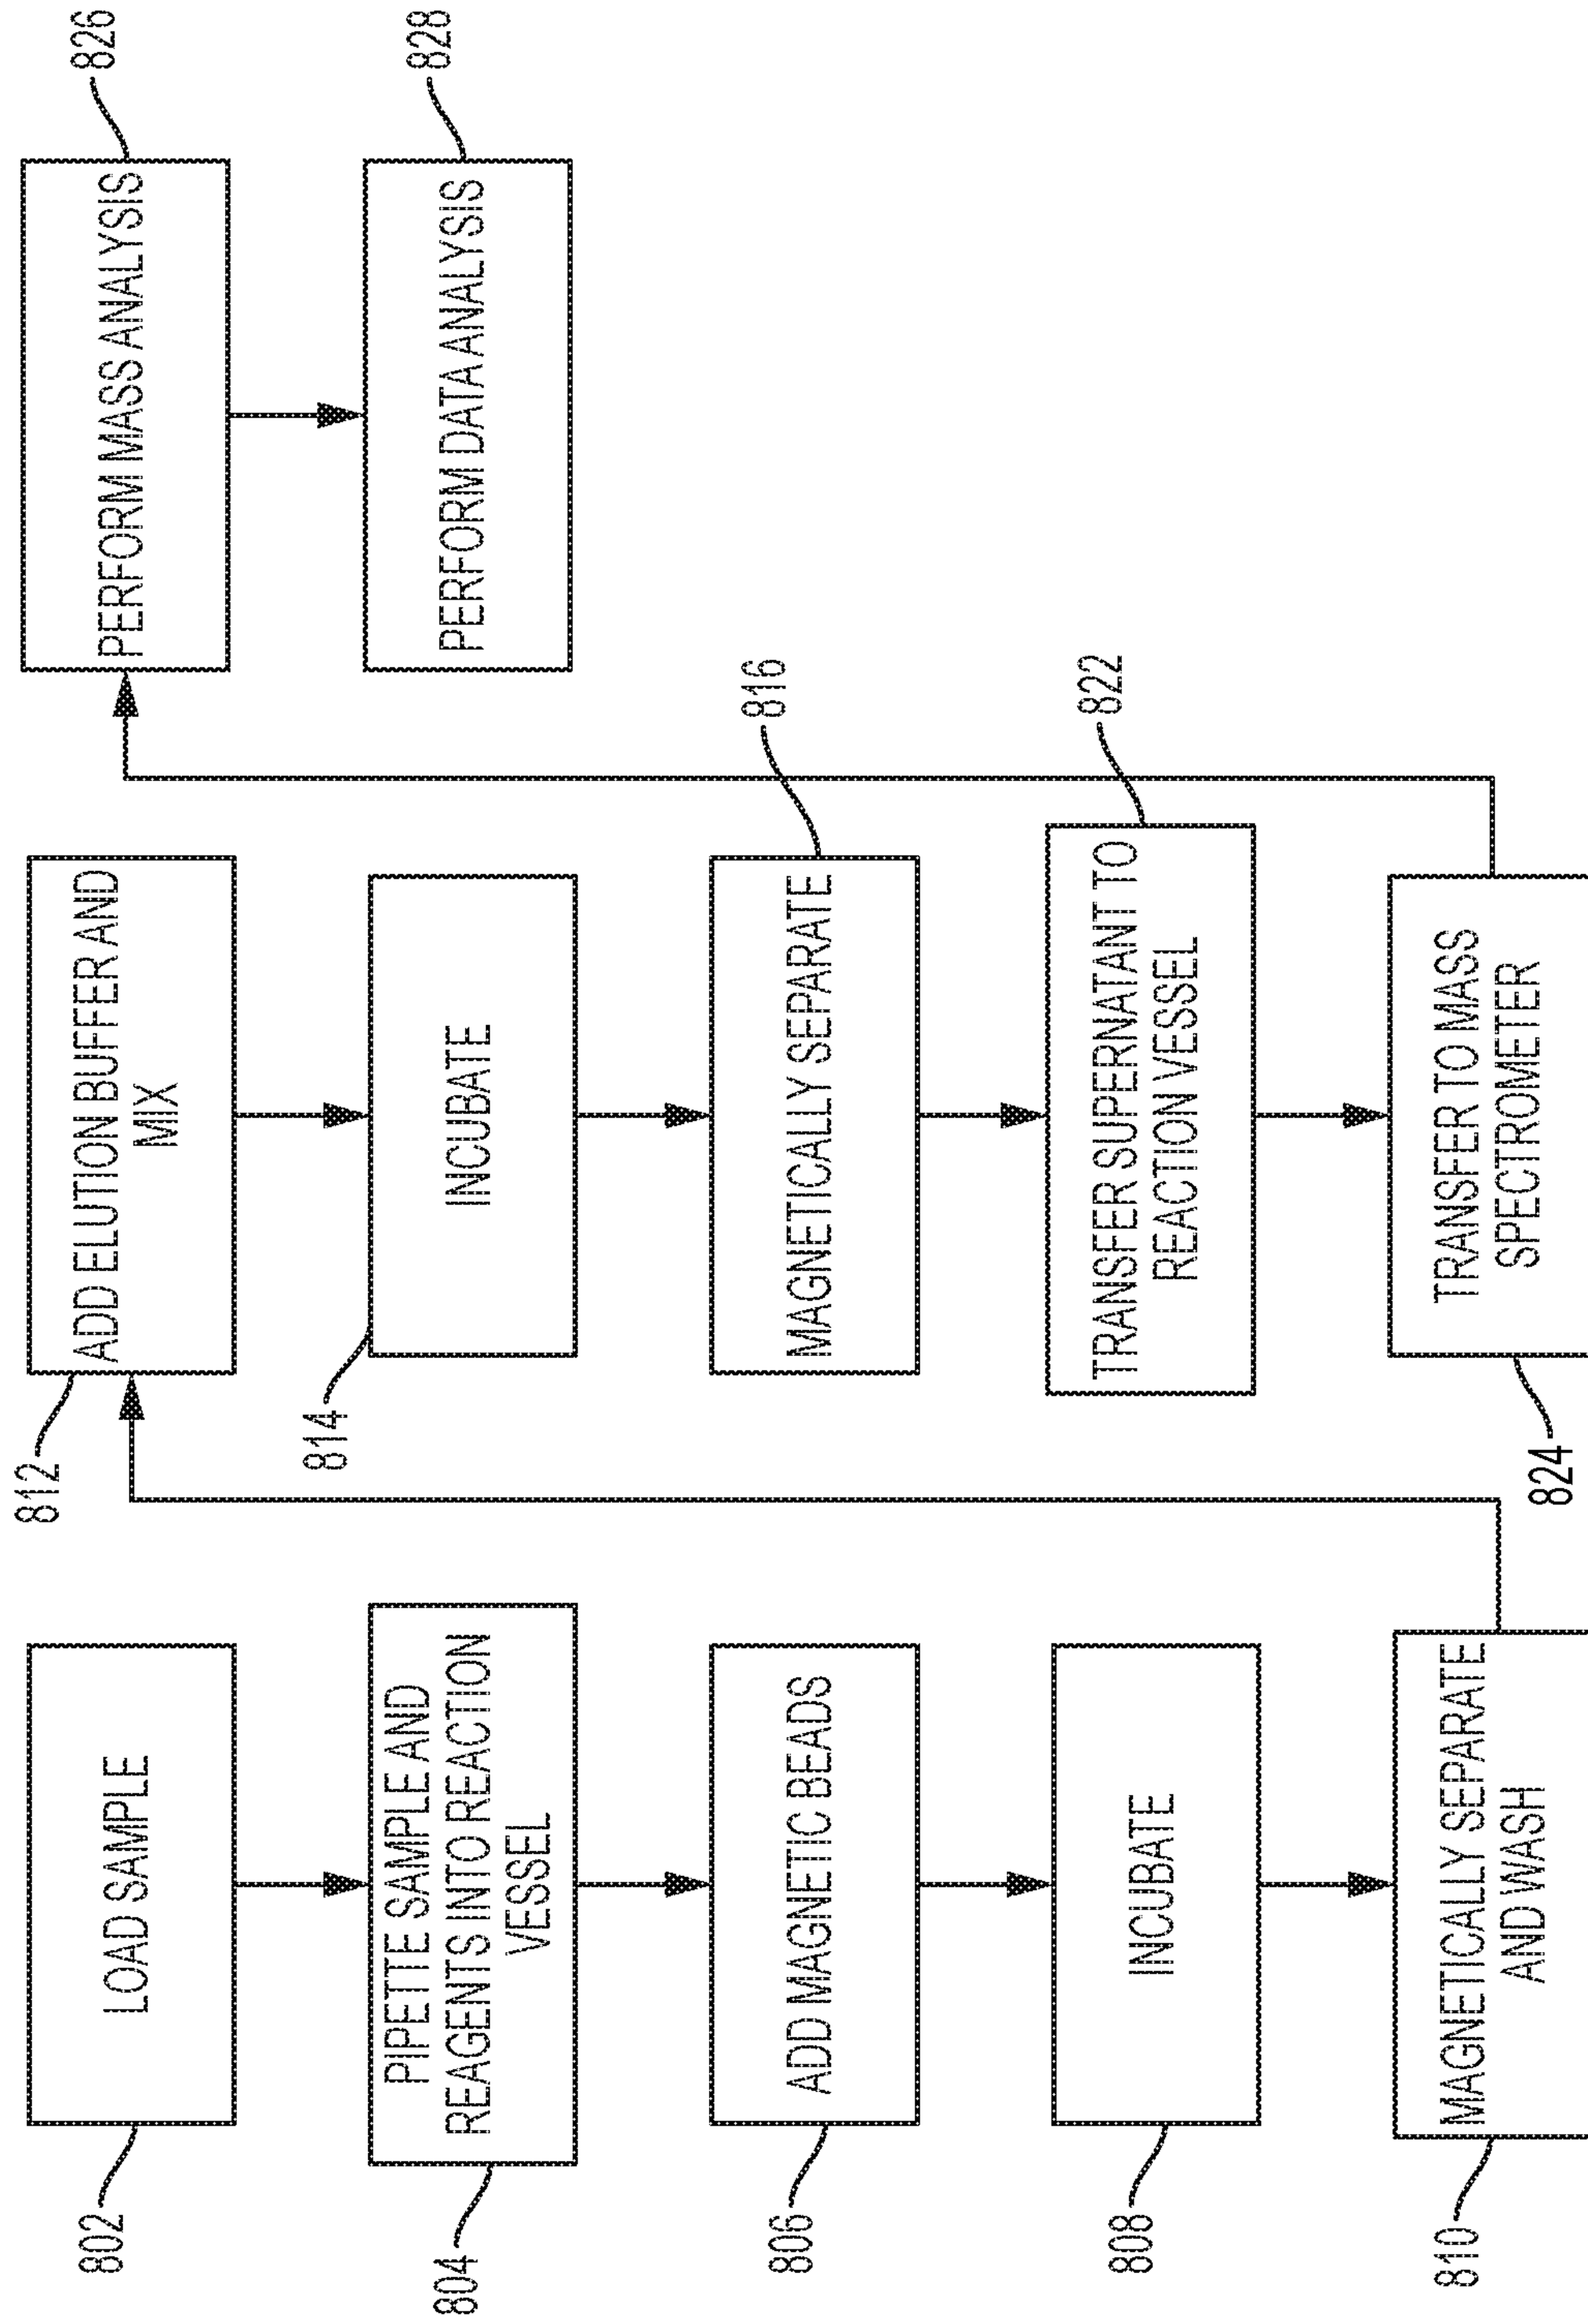 802
LOAD SAMPLE
804
PIPETTE SAMPLE AND
REAGENTS INTO REACTION
VESSEL
806
ADD MAGNETIC BEADS
808
INCUBATE
810
MAGNETICALLY SEPARATE
AND WASH
812
ADD ELUTION BUFFER AND
MIX
814
INCUBATE
816
MAGNETICALLY SEPARATE
822
TRANSFER SUPERNATANT TO
REACTION VESSEL
824
TRANSFER TO MASS
SPECTROMETER
826
PERFORM MASS ANALYSIS
828
PERFORM DATA ANALYSIS